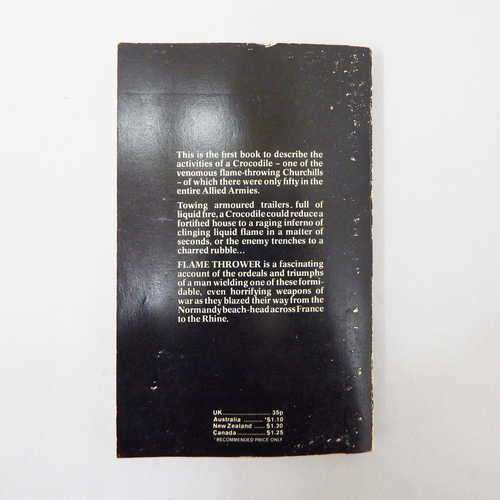 This is the first book to describe the
activities of a Crocodile – one of the
venomous flame-throwing Churchills
– of which there were only fifty in the
entire Allied Armies.
Towing armoured trailers full of
liquid fire, a Crocodile could reduce a
fortified house to a raging inferno of
clinging liquid flame in a matter of
seconds, or the enemy trenches to a
charred rubble...
FLAME THROWER is a fascinating
account of the ordeals and triumphs
of a man wielding one of these formi-
dable, even horrifying weapons of
war as they blazed their way from the
Normandy beach-head across France
to the Rhine.
UK ........................ 35p
Australia ......... *$1.10
New Zealand ..... $1.20
Canada ............. $1.25
*RECOMMENDED PRICE ONLY